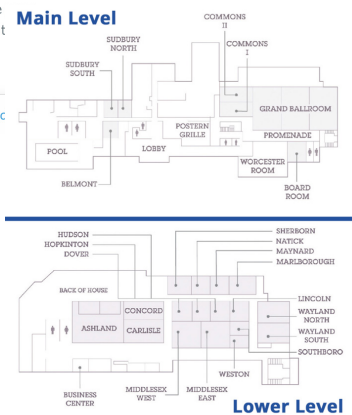 e
t
c
Main Level
COMMONS
II
COMMONS
I
SUDBURY
NORTH
SUDBURY
SOUTH
GRAND BALLROOM
POSTERN
GRILLE
PROMENADE
LOBBY
POOL
WORCESTER
ROOM
BELMONT
BOARD
ROOM
HUDSON
HOPKINTON
DOVER
SHERBORN
NATICK
MAYNARD
MARLBOROUGH
BACK OF HOUSE
LINCOLN
CONCORD
ASHLAND
CARLISLE
WAYLAND
NORTH
WAYLAND
SOUTH
SOUTHBORO
WESTON
BUSINESS
CENTER
MIDDLESEX
WEST
MIDDLESEX
EAST
Lower Level